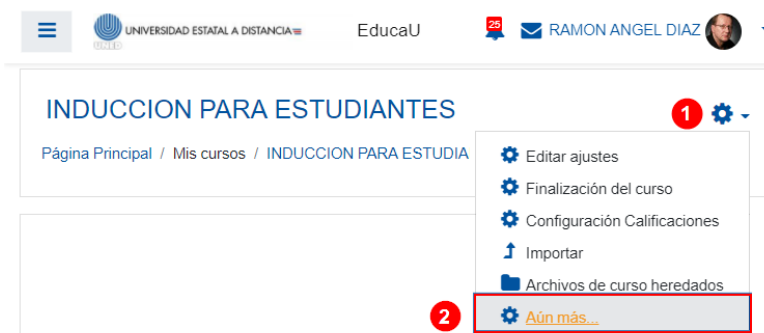 UNED
UNIVERSIDAD ESTATAL A DISTANCIA
EducaU
25
RAMON ANGEL DIAZ
INDUCCION PARA ESTUDIANTES
1
Página Principal / Mis cursos / INDUCCION PARA ESTUDIA
Editar ajustes
Finalización del curso
Configuración Calificaciones
Importar
Archivos de curso heredados
2
Aún más...